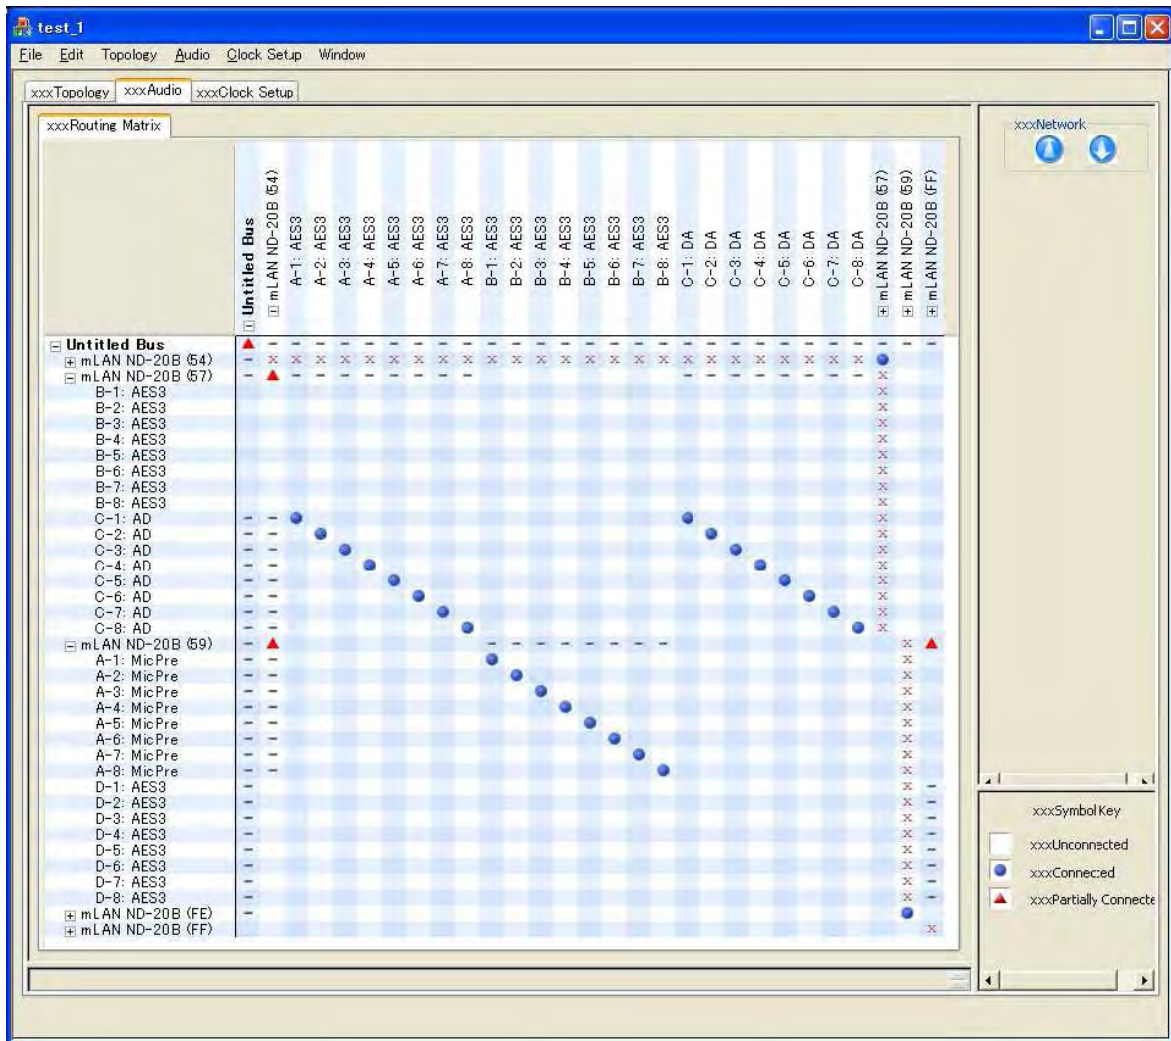 test_1
File Edit Topology Audio Clock Setup Window
xxxTopology xxxAudio xxxClock Setup
xxxRouting Matrix
xxxNetwork
Untitled Bus
mLAN ND-20B (54)
A-1: AES3
A-2: AES3
A-3: AES3
A-4: AES3
A-5: AES3
A-6: AES3
A-7: AES3
A-8: AES3
B-1: AES3
B-2: AES3
B-3: AES3
B-4: AES3
B-5: AES3
B-6: AES3
B-7: AES3
B-8: AES3
C-1: DA
C-2: DA
C-3: DA
C-4: DA
C-5: DA
C-6: DA
C-7: DA
C-8: DA
mLAN ND-20B (57)
mLAN ND-20B (59)
mLAN ND-20B (FF)
Untitled Bus
mLAN ND-20B (54)
mLAN ND-20B (57)
B-1: AES3
B-2: AES3
B-3: AES3
B-4: AES3
B-5: AES3
B-6: AES3
B-7: AES3
B-8: AES3
C-1: AD
C-2: AD
C-3: AD
C-4: AD
C-5: AD
C-6: AD
C-7: AD
C-8: AD
mLAN ND-20B (59)
A-1: MicPre
A-2: MicPre
A-3: MicPre
A-4: MicPre
A-5: MicPre
A-6: MicPre
A-7: MicPre
A-8: MicPre
D-1: AES3
D-2: AES3
D-3: AES3
D-4: AES3
D-5: AES3
D-6: AES3
D-7: AES3
D-8: AES3
mLAN ND-20B (FE)
mLAN ND-20B (FF)
xxxSymbol Key
xxxUnconnected
xxxConnected
xxxPartially Connecte